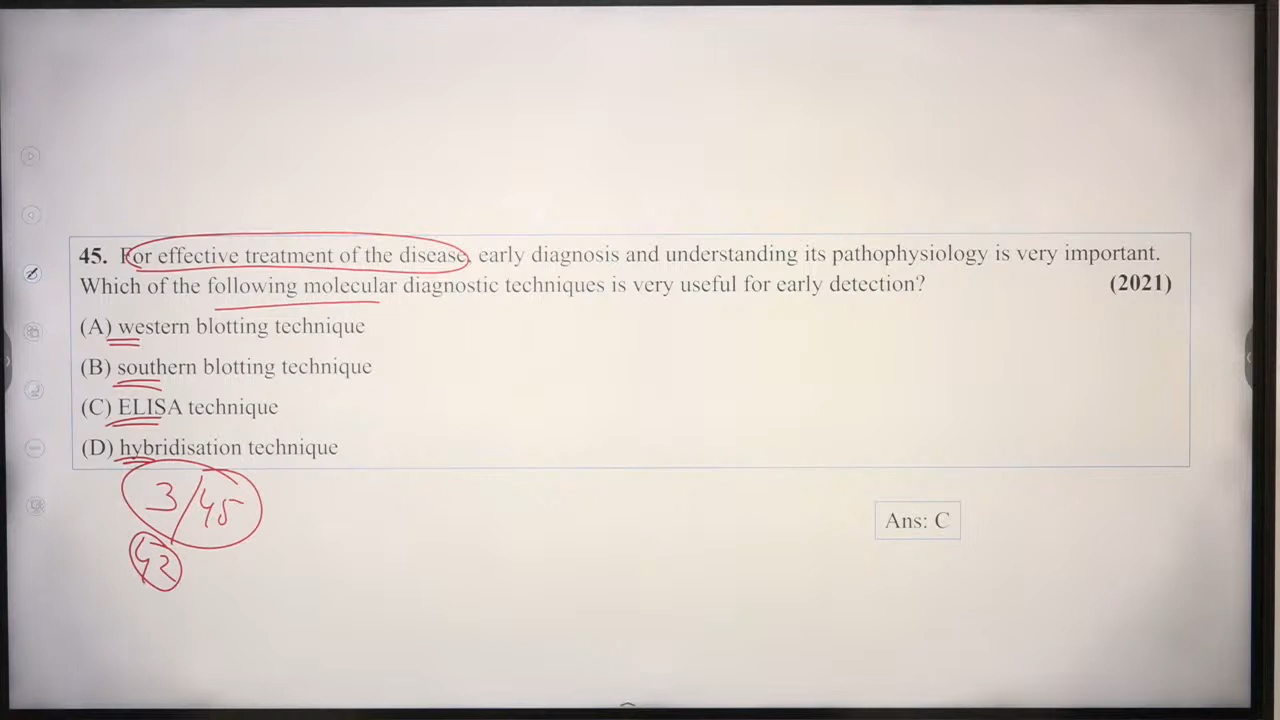 45. For effective treatment of the disease, early diagnosis and understanding its pathophysiology is very important.
Which of the following molecular diagnostic techniques is very useful for early detection? (2021)
(A) western blotting technique
(B) southern blotting technique
(C) ELISA technique
(D) hybridisation technique
3/45
42
Ans: C